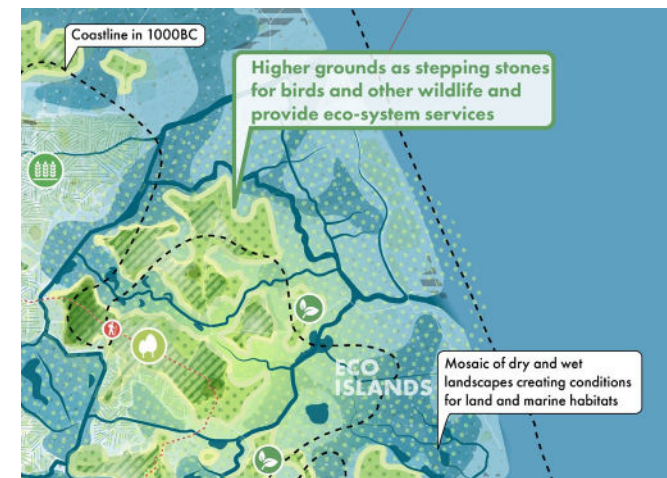 Coastline in 1000BC
Higher grounds as stepping stones
for birds and other wildlife and
provide eco-system services
ECO
ISLANDS
Mosaic of dry and wet
landscapes creating conditions
for land and marine habitats